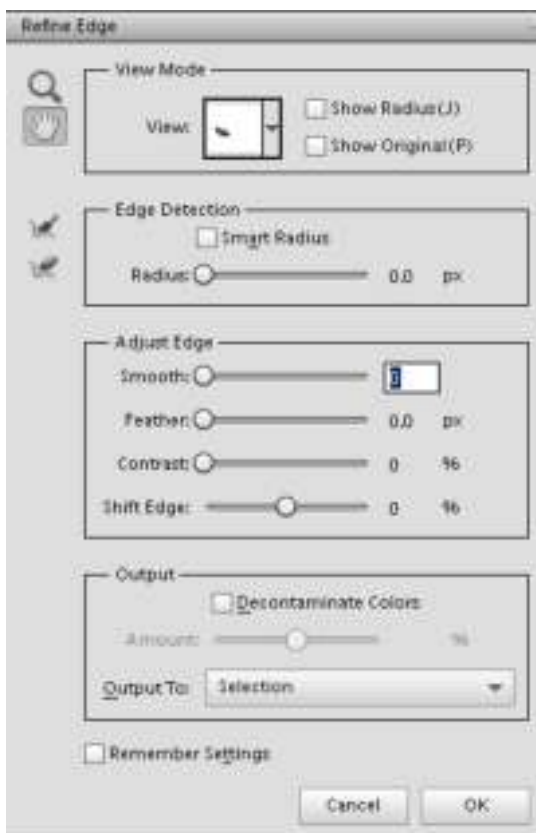 Refine Edge
View Mode
View:
Show Radius(J)
Show Original(P)
Edge Detection
Smart Radius
Radius: 0.0 px
Adjust Edge
Smooth: 0
Feather: 0.0 px
Contrast: 0 %
Shift Edge: 0 %
Output
Decontaminate Colors
Amount: %
Output To: Selection
Remember Settings
Cancel OK